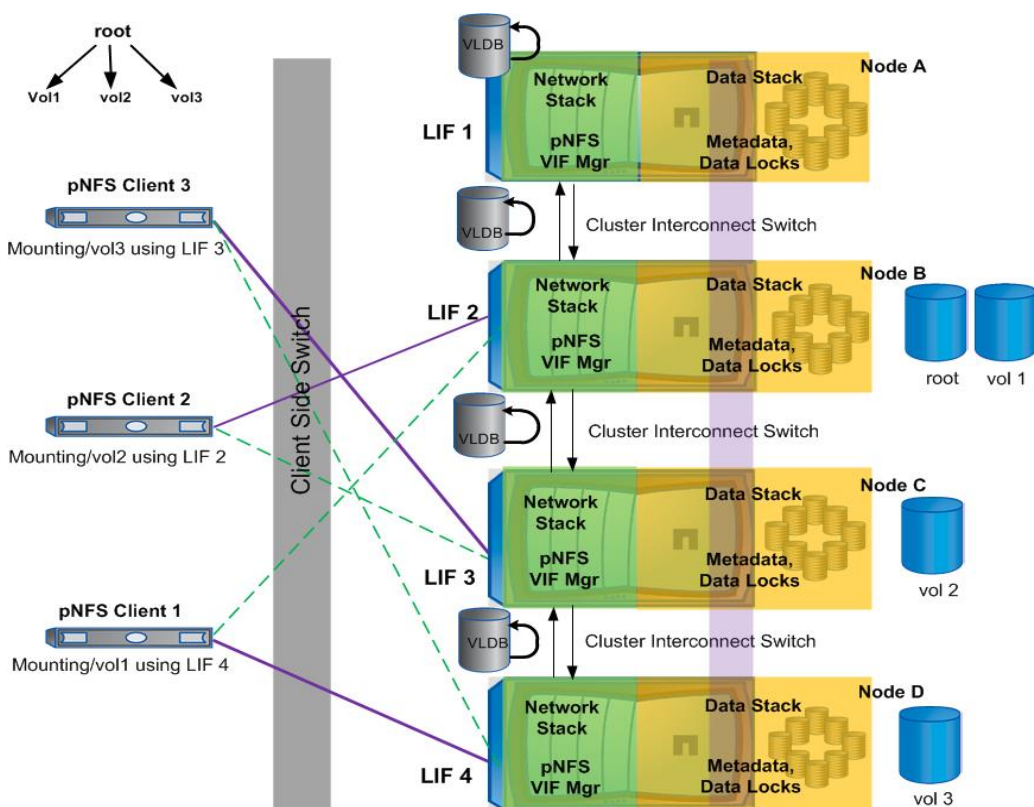 root
Vol1 vol2 vol3
pNFS Client 3
Mounting/vol3 using LIF 3
pNFS Client 2
Mounting/vol2 using LIF 2
pNFS Client 1
Mounting/vol1 using LIF 4
Client Side Switch
VLDB
LIF 1
Network
Stack
pNFS
VIF Mgr
Data Stack
Metadata,
Data Locks
Node A
VLDB
Cluster Interconnect Switch
LIF 2
Network
Stack
pNFS
VIF Mgr
Data Stack
Metadata,
Data Locks
Node B
root vol 1
VLDB
Cluster Interconnect Switch
LIF 3
Network
Stack
pNFS
VIF Mgr
Data Stack
Metadata,
Data Locks
Node C
vol 2
VLDB
Cluster Interconnect Switch
LIF 4
Network
Stack
pNFS
VIF Mgr
Data Stack
Metadata,
Data Locks
Node D
vol 3